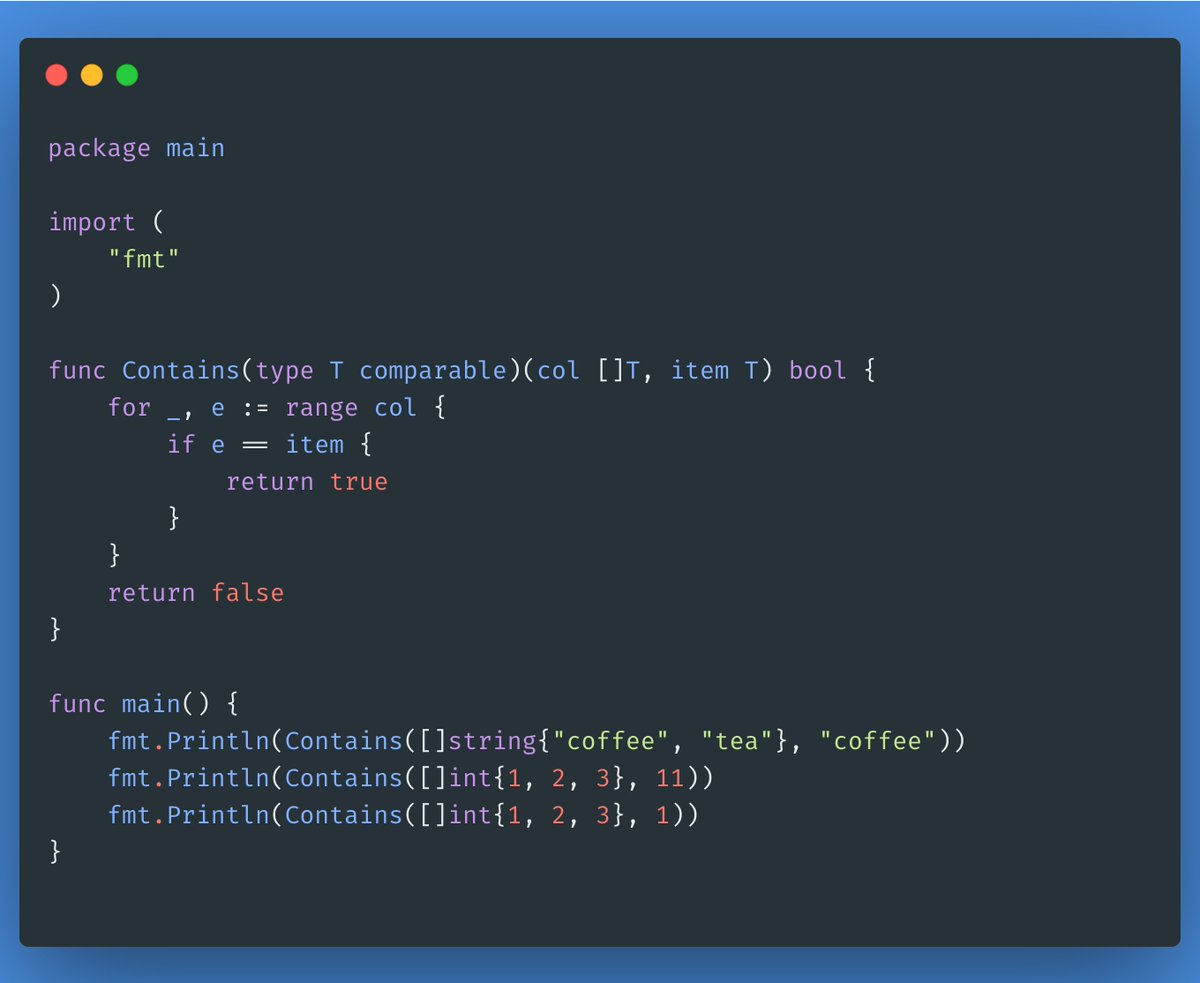 package main

import (
    "fmt"
)

func Contains(type T comparable)(col []T, item T) bool {
    for _, e := range col {
        if e == item {
            return true
        }
    }
    return false
}

func main() {
    fmt.Println(Contains([]string{"coffee", "tea"}, "coffee"))
    fmt.Println(Contains([]int{1, 2, 3}, 11))
    fmt.Println(Contains([]int{1, 2, 3}, 1))
}